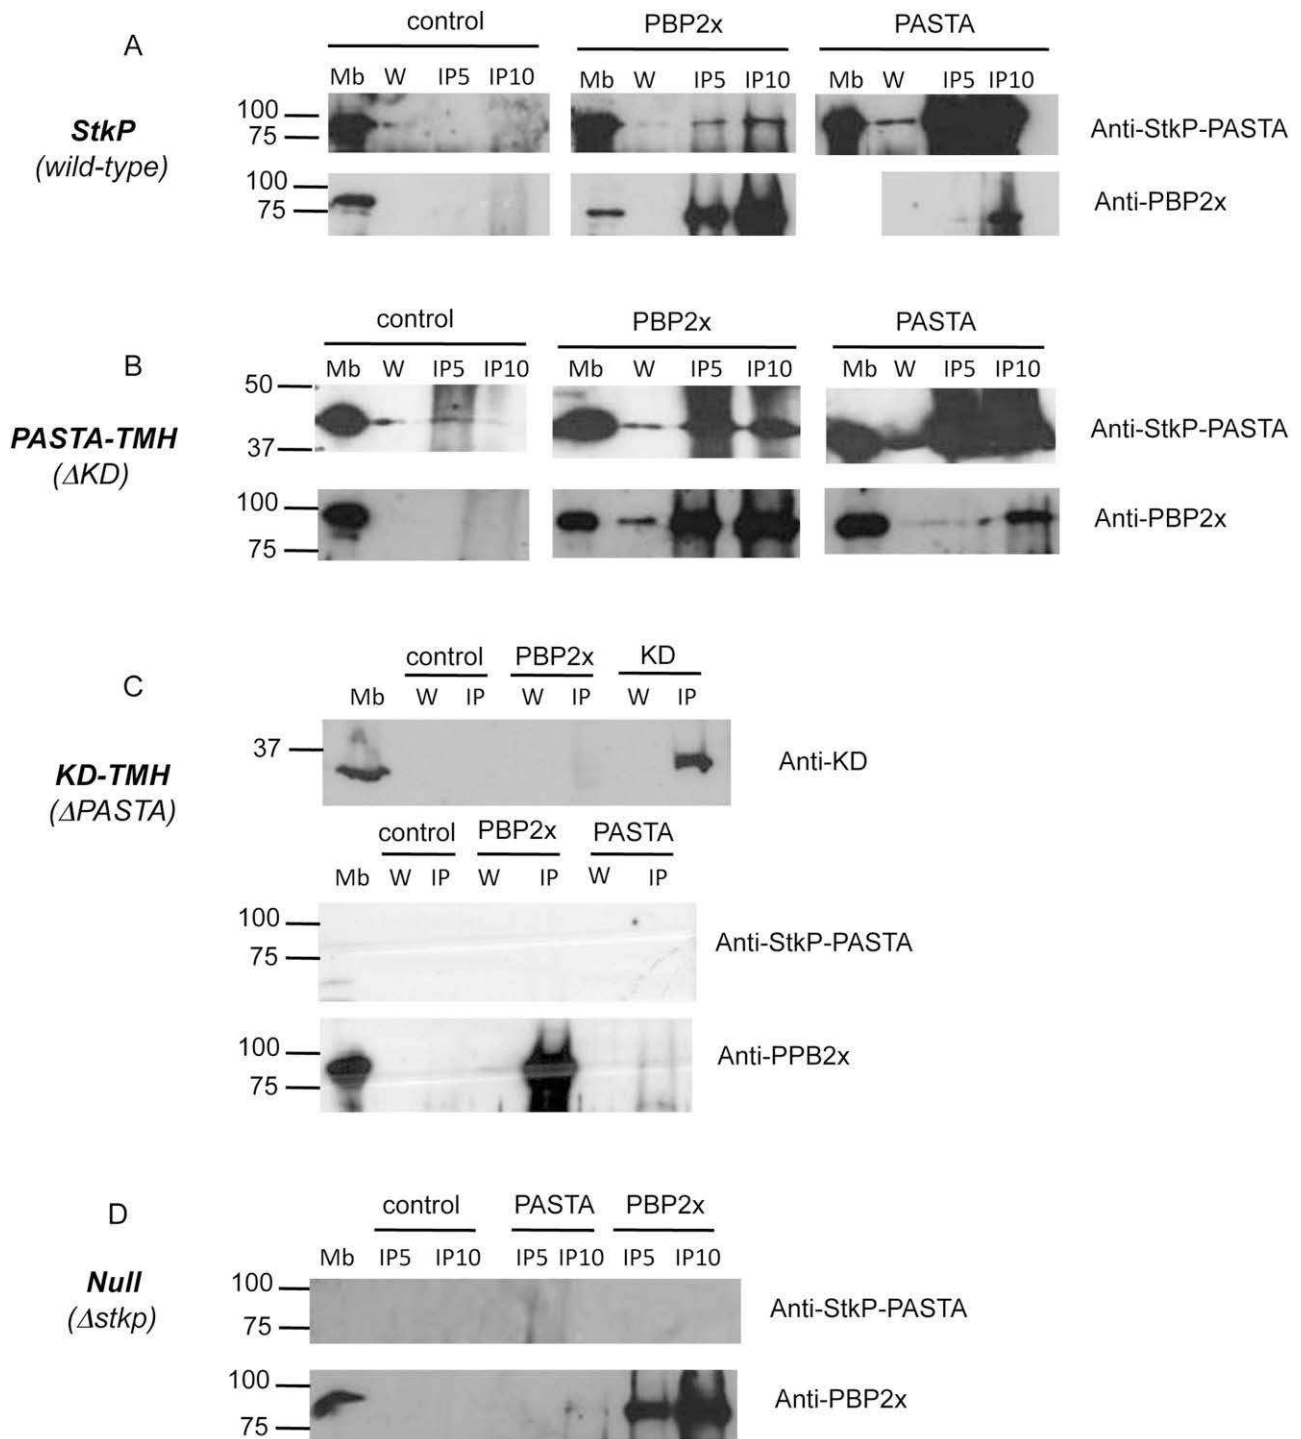 A
control PBP2x PASTA
Mb W IP5 IP10 Mb W IP5 IP10 Mb W IP5 IP10
StkP
(wild-type)
100
75
Anti-StkP-PASTA
100
75
Anti-PBP2x
B
control PBP2x PASTA
Mb W IP5 IP10 Mb W IP5 IP10 Mb W IP5 IP10
PASTA-TMH
(ΔKD)
50
37
Anti-StkP-PASTA
100
75
Anti-PBP2x
C
control PBP2x KD
Mb W IP W IP W IP
KD-TMH
(ΔPASTA)
37
Anti-KD
control PBP2x PASTA
Mb W IP W IP W IP
100
75
Anti-StkP-PASTA
100
75
Anti-PPB2x
D
control PASTA PBP2x
Mb IP5 IP10 IP5 IP10 IP5 IP10
Null
(Δstkp)
100
75
Anti-StkP-PASTA
100
75
Anti-PBP2x